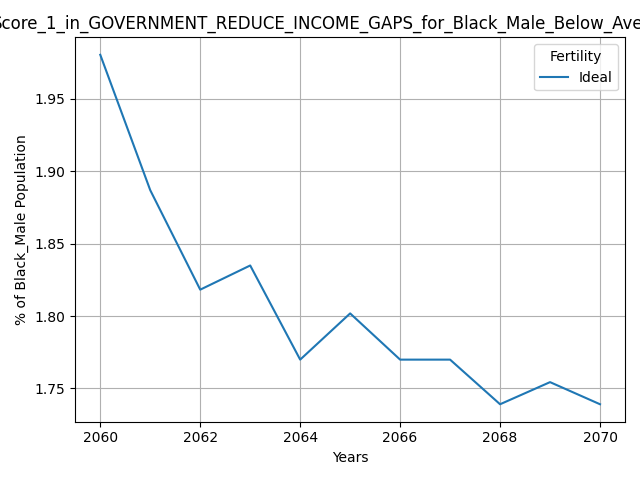 Score_1_in_GOVERNMENT_REDUCE_INCOME_GAPS_for_Black_Male_Below_Ave
Fertility
Ideal
% of Black_Male Population
1.95
1.90
1.85
1.80
1.75
2060 2062 2064 2066 2068 2070
Years